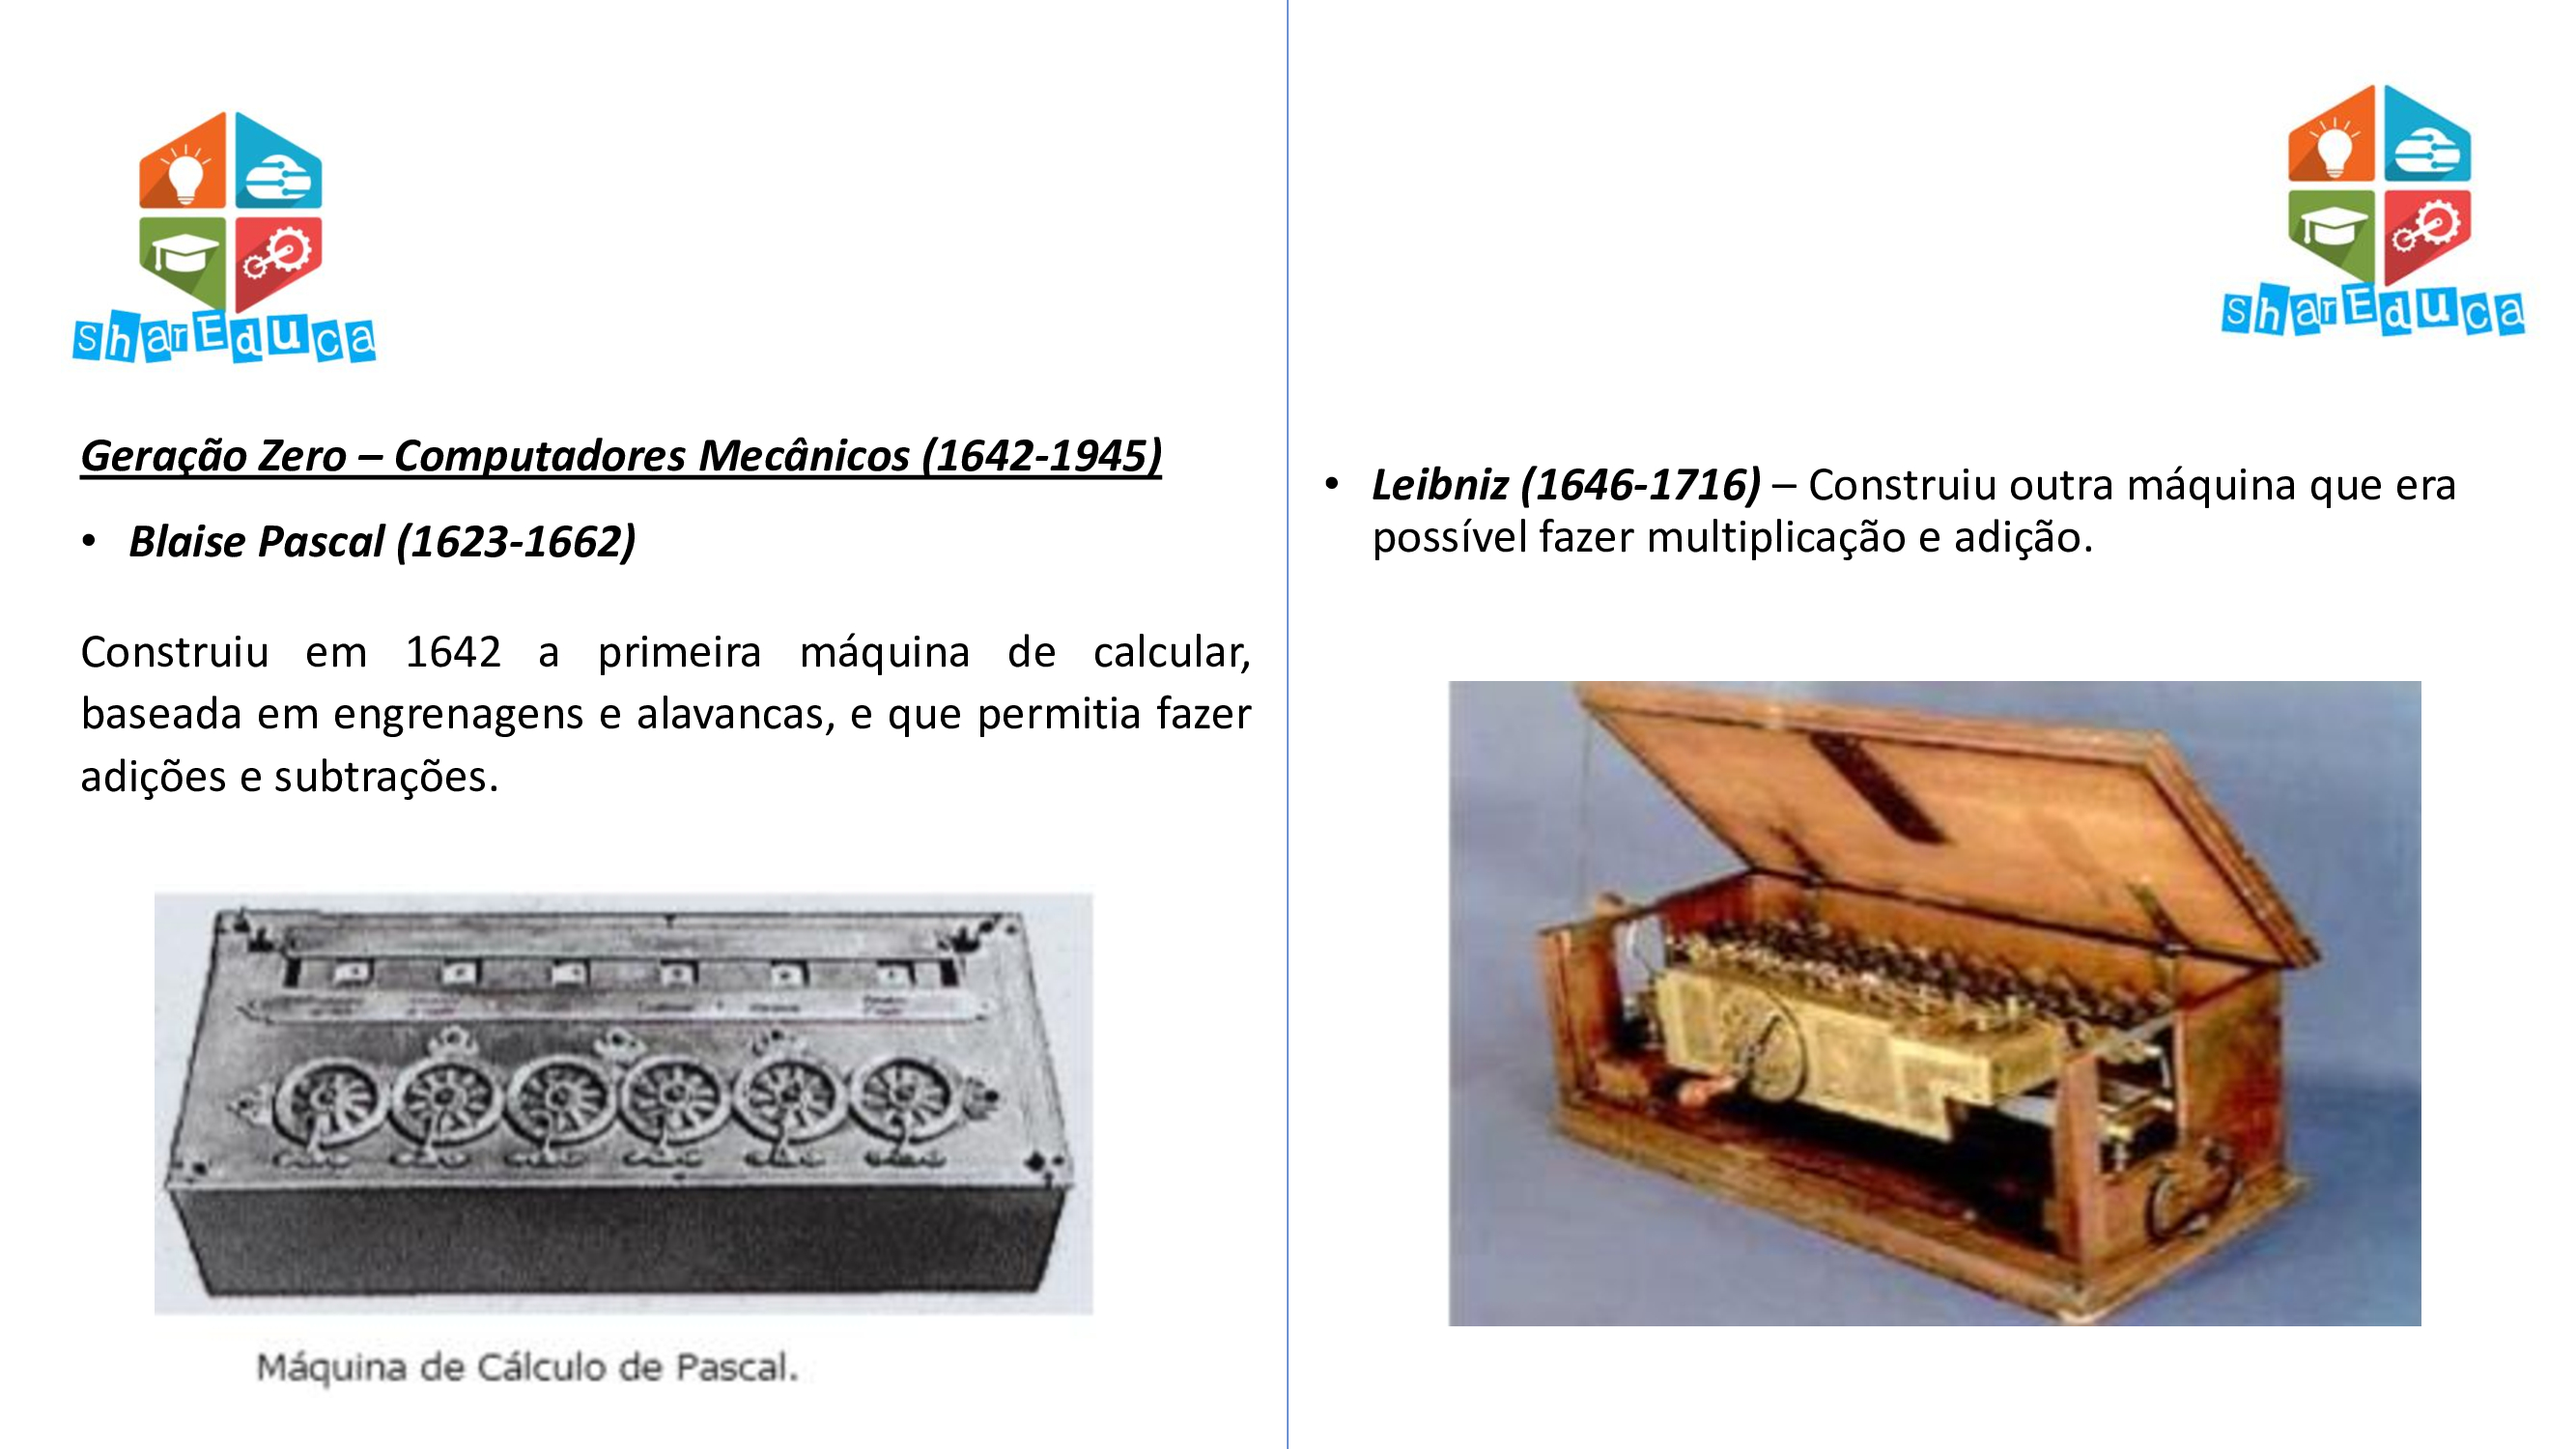 SharEduca
Geração Zero – Computadores Mecânicos (1642-1945)
• Blaise Pascal (1623-1662)
Construiu em 1642 a primeira máquina de calcular,
baseada em engrenagens e alavancas, e que permitia fazer
adições e subtrações.
Máquina de Cálculo de Pascal.
SharEduca
• Leibniz (1646-1716) – Construiu outra máquina que era
possível fazer multiplicação e adição.